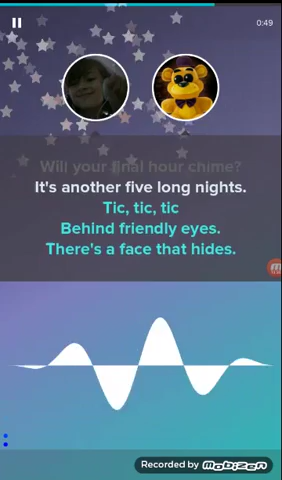 0:49
Will your final hour chime?
It's another five long nights.
Tic, tic, tic
Behind friendly eyes.
There's a face that hides.
Recorded by mobizen